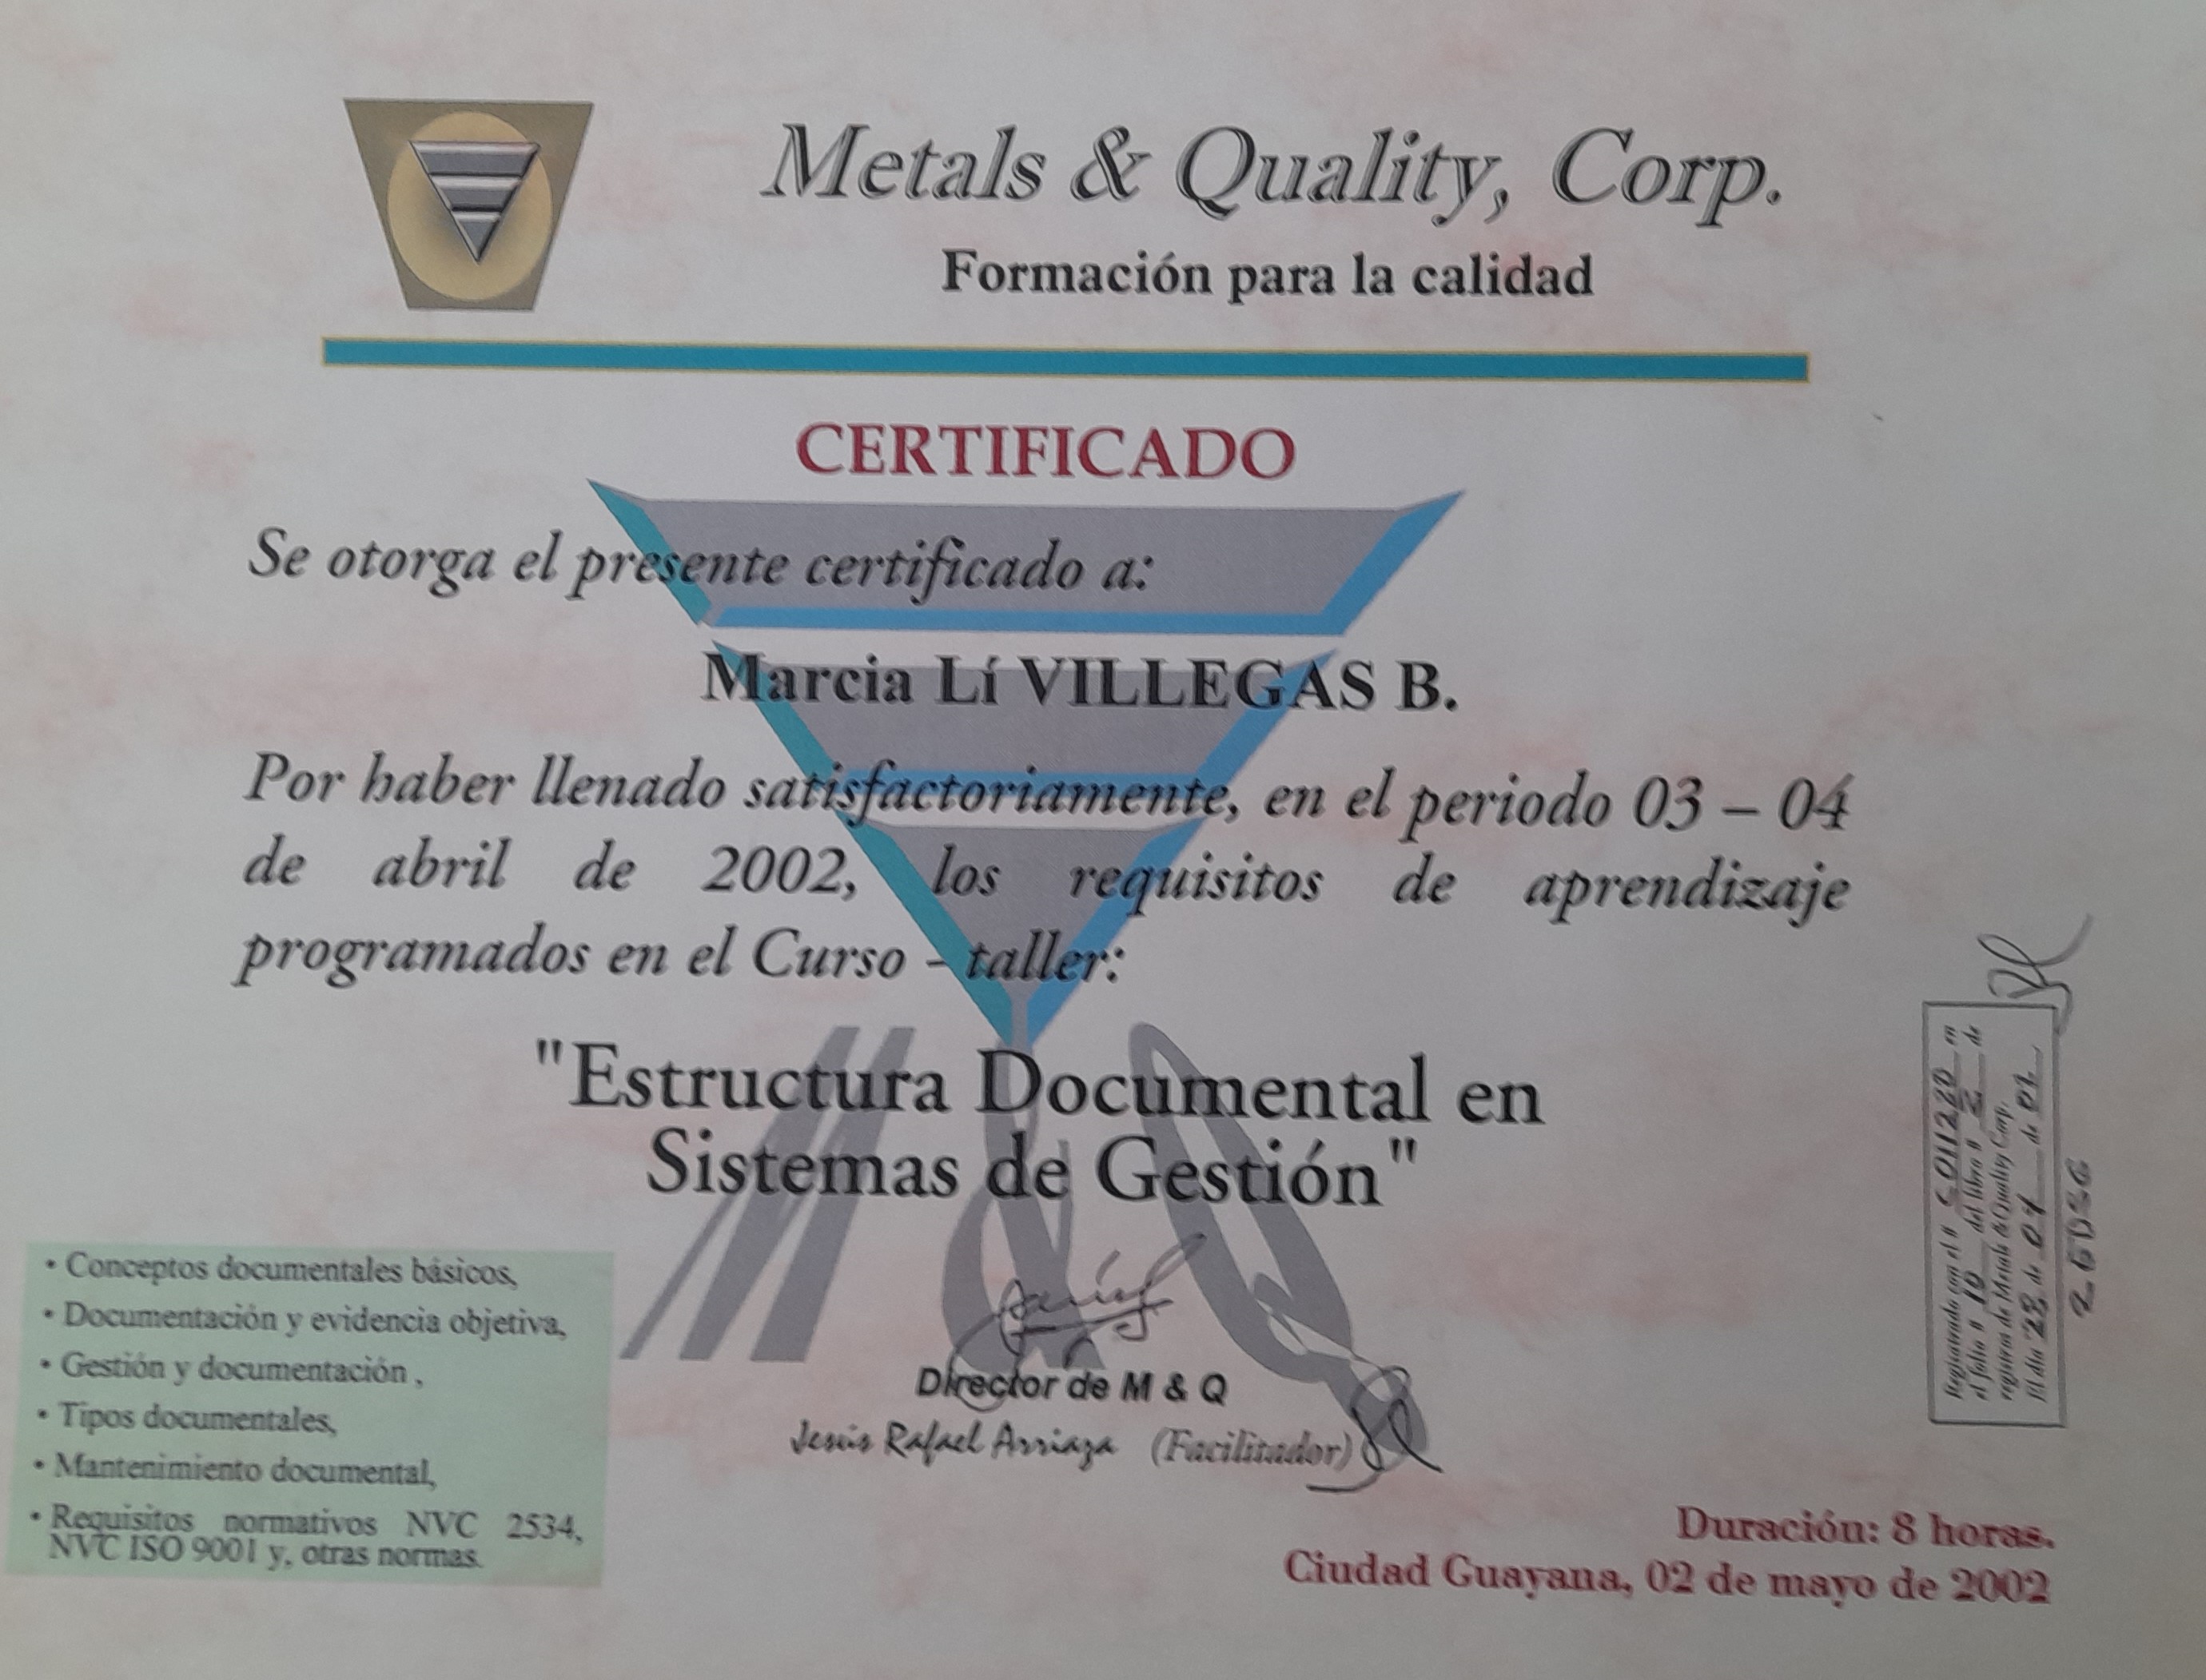 Metals & Quality, Corp.
Formación para la calidad
CERTIFICADO
Se otorga el presente certificado a:
Marcia Lí VILLEGAS B.
Por haber llenado satisfactoriamente, en el periodo 03 – 04
de abril de 2002, los requisitos de aprendizaje
programados en el Curso - taller:
"Estructura Documental en
Sistemas de Gestión"
• Conceptos documentales básicos,
• Documentación y evidencia objetiva,
• Gestión y documentación ,
• Tipos documentales,
• Mantenimiento documental,
• Requisitos normativos NVC 2534,
NVC ISO 9001 y, otras normas.
M & Q
Director de M & Q
Jesús Rafael Arriaza (Facilitador)
Duración: 8 horas.
Ciudad Guayana, 02 de mayo de 2002
Registrado con el # C011220 en
el folio # 10 del libro # 2 de
registros de Metals & Quality Corp.
El día 28 de 04 de 02